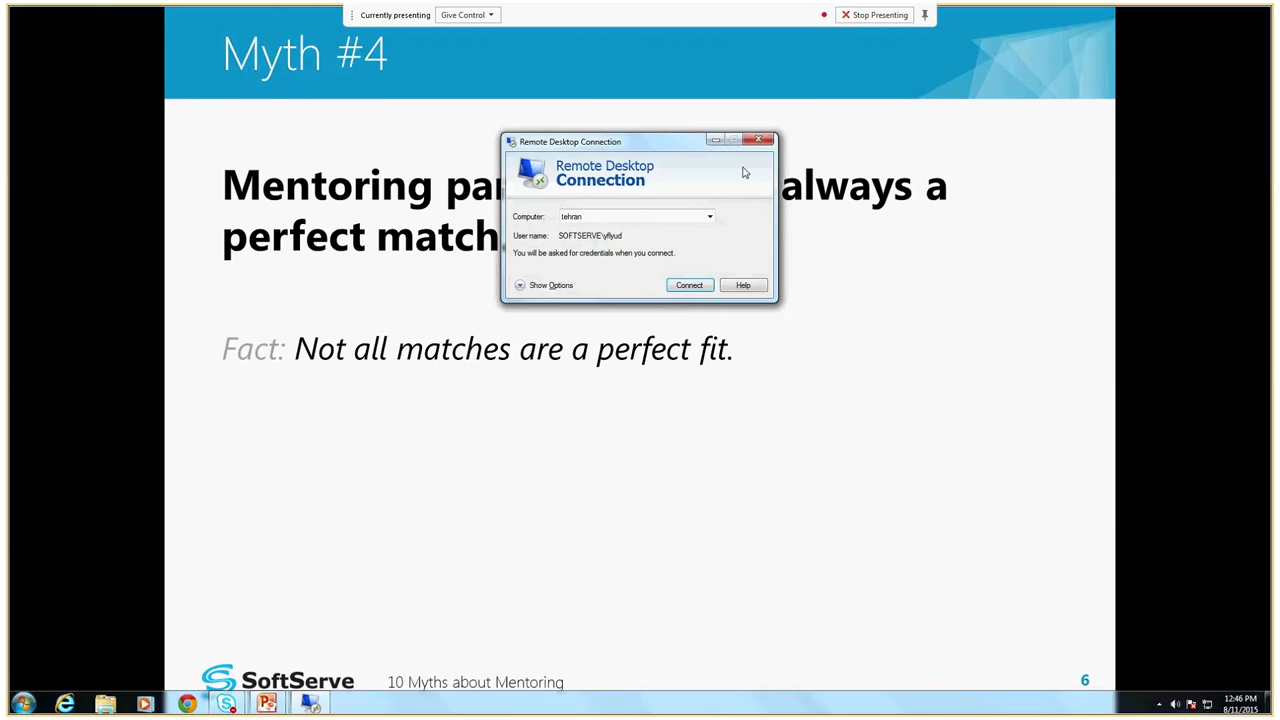 Currently presenting Give Control Stop Presenting
Myth #4
Remote Desktop Connection
Remote Desktop
Connection
Mentoring always a
perfect match
Computer: tehran
User name: SOFTSERVE\yflyud
You will be asked for credentials when you connect.
Show Options Connect Help
Fact: Not all matches are a perfect fit.
SoftServe 10 Myths about Mentoring 6
12:46 PM
8/11/2015